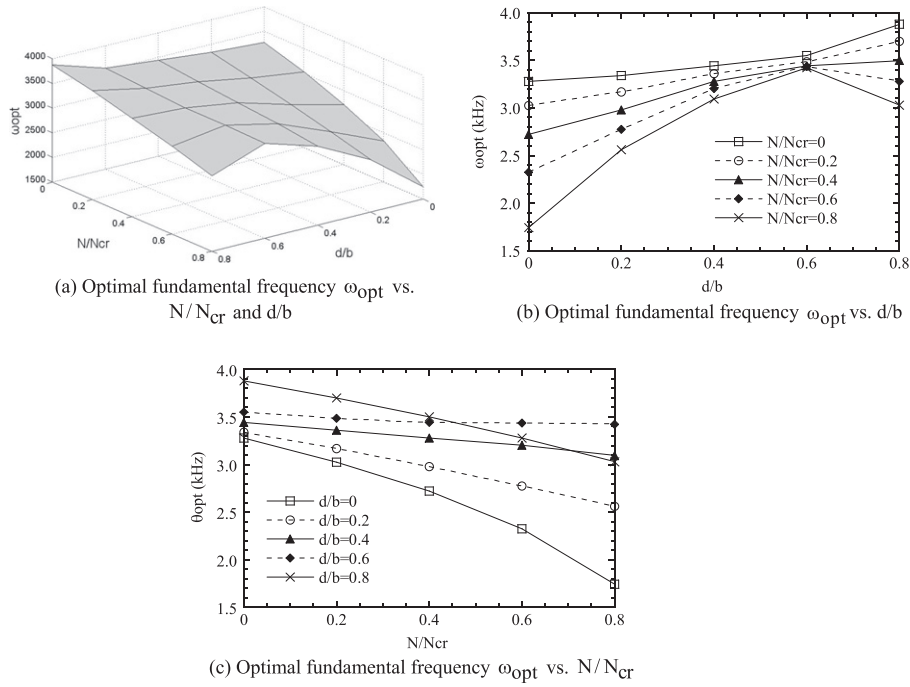 4000
3500
3000
2500
2000
1500
ωopt
0
0.2
0.4
0.6
0.8
N/Ncr
0.8
0.6
0.4
0.2
0
d/b
(a) Optimal fundamental frequency ωopt vs.
N/Ncr and d/b
4.0
3.5
3.0
2.5
2.0
1.5
ωopt (kHz)
N/Ncr=0
N/Ncr=0.2
N/Ncr=0.4
N/Ncr=0.6
N/Ncr=0.8
0 0.2 0.4 0.6 0.8
d/b
(b) Optimal fundamental frequency ωopt vs. d/b
4.0
3.5
3.0
2.5
2.0
1.5
θopt (kHz)
d/b=0
d/b=0.2
d/b=0.4
d/b=0.6
d/b=0.8
0 0.2 0.4 0.6 0.8
N/Ncr
(c) Optimal fundamental frequency ωopt vs. N/Ncr